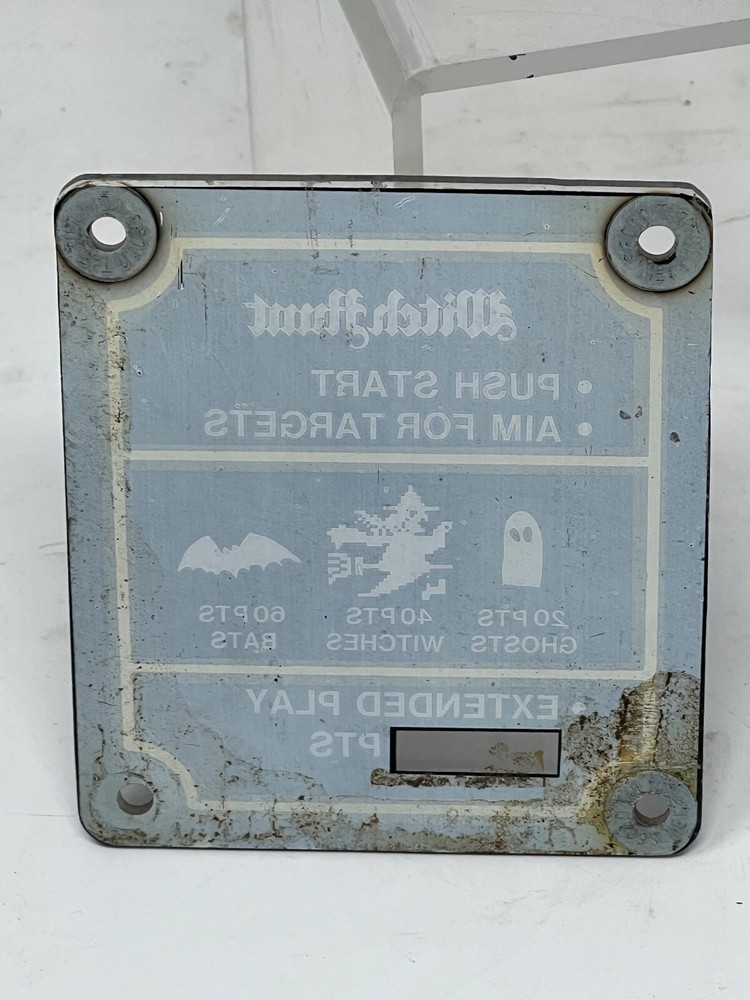 Witch Hunt
• PUSH START
• AIM FOR TARGETS
20 PTS 40 PTS 60 PTS
GHOSTS WITCHES BATS
• EXTENDED PLAY
PTS